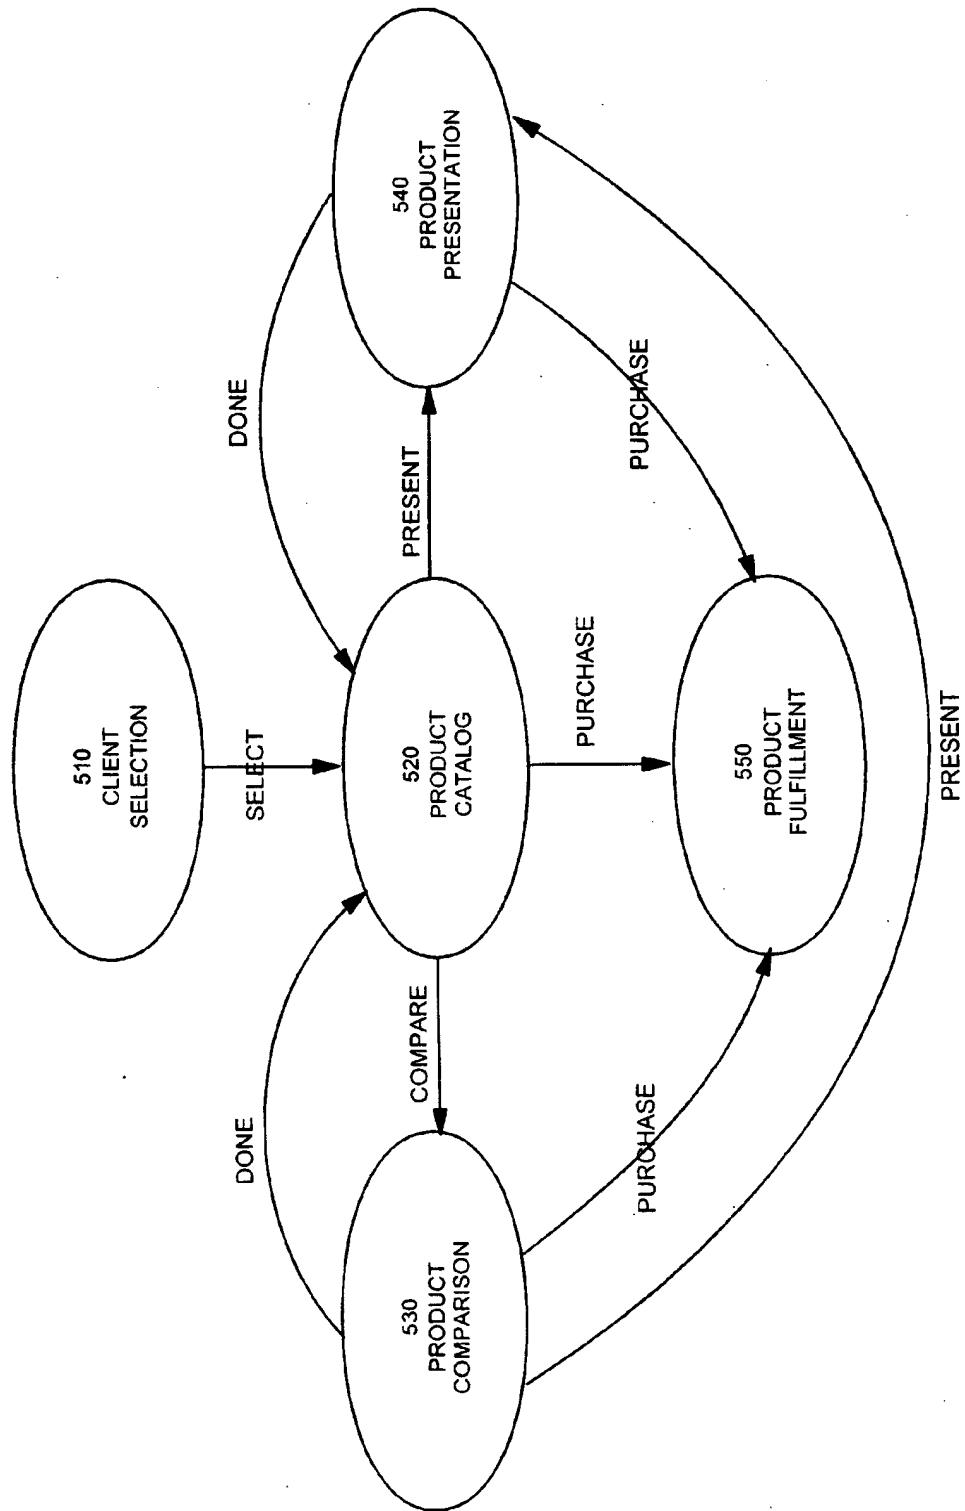 510
CLIENT
SELECTION
SELECT
DONE
DONE
530
PRODUCT
COMPARISON
COMPARE
520
PRODUCT
CATALOG
PRESENT
540
PRODUCT
PRESENTATION
PURCHASE
PURCHASE
PURCHASE
550
PRODUCT
FULFILLMENT
PRESENT